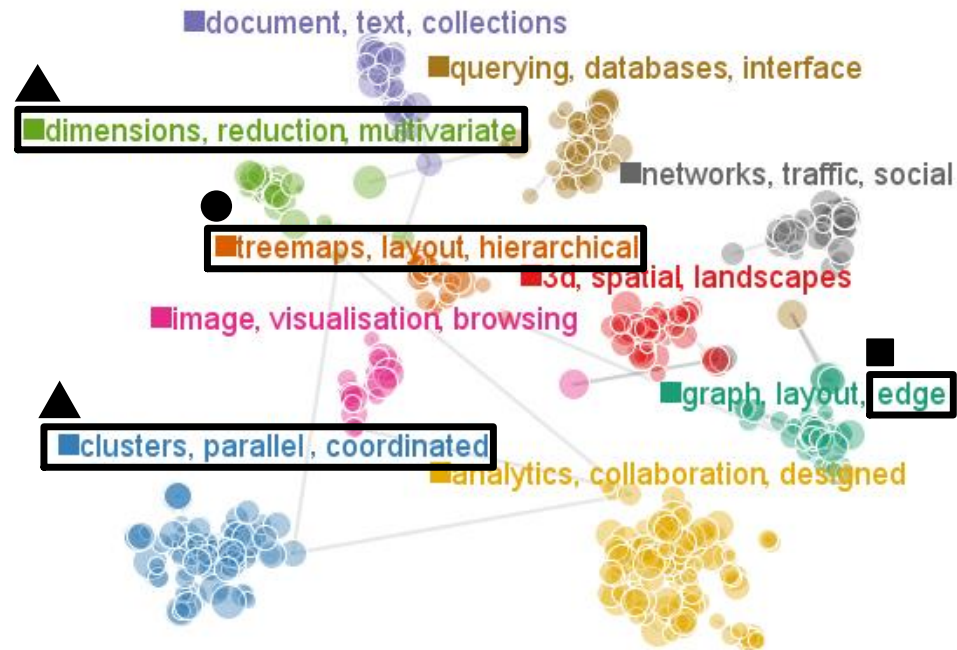 document, text, collections
querying, databases, interface
dimensions, reduction, multivariate
networks, traffic, social
treemaps, layout, hierarchical
3d, spatial, landscapes
image, visualisation, browsing
graph, layout, edge
clusters, parallel, coordinated
analytics, collaboration, designed